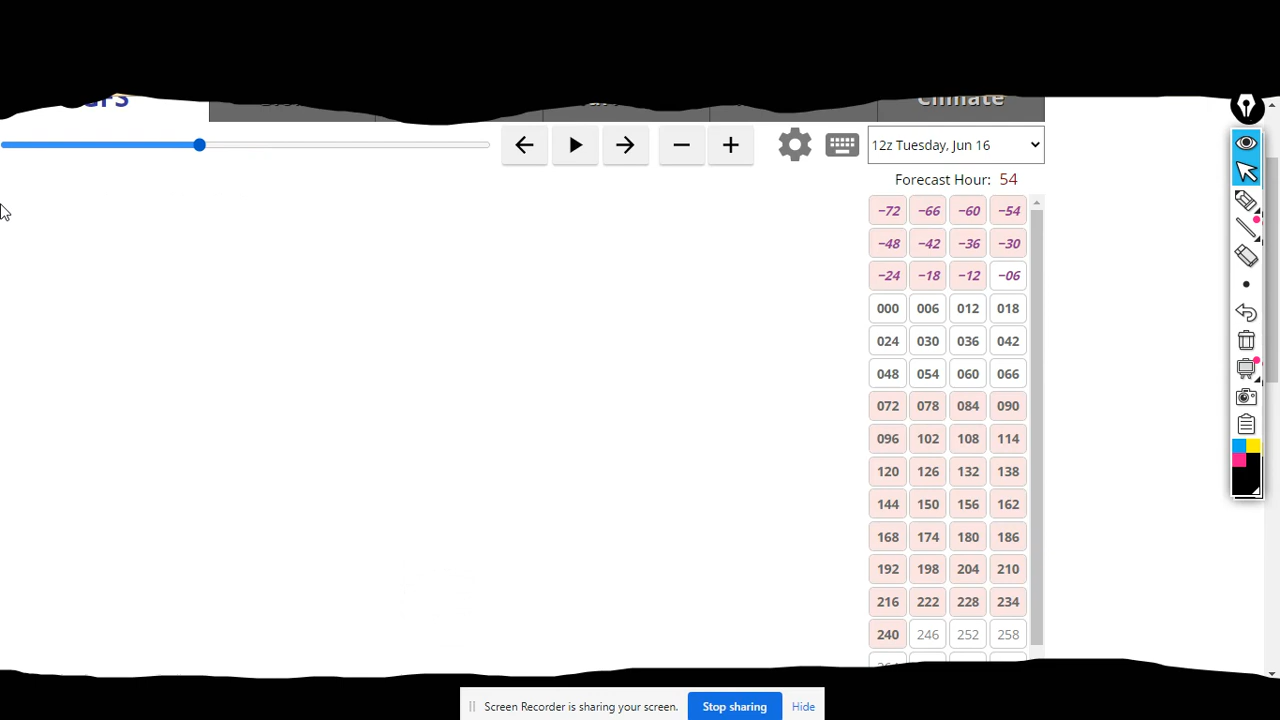 GFS
Climate
12z Tuesday, Jun 16
Forecast Hour: 54
−72 −66 −60 −54
−48 −42 −36 −30
−24 −18 −12 −06
000 006 012 018
024 030 036 042
048 054 060 066
072 078 084 090
096 102 108 114
120 126 132 138
144 150 156 162
168 174 180 186
192 198 204 210
216 222 228 234
240 246 252 258
Screen Recorder is sharing your screen. Stop sharing Hide